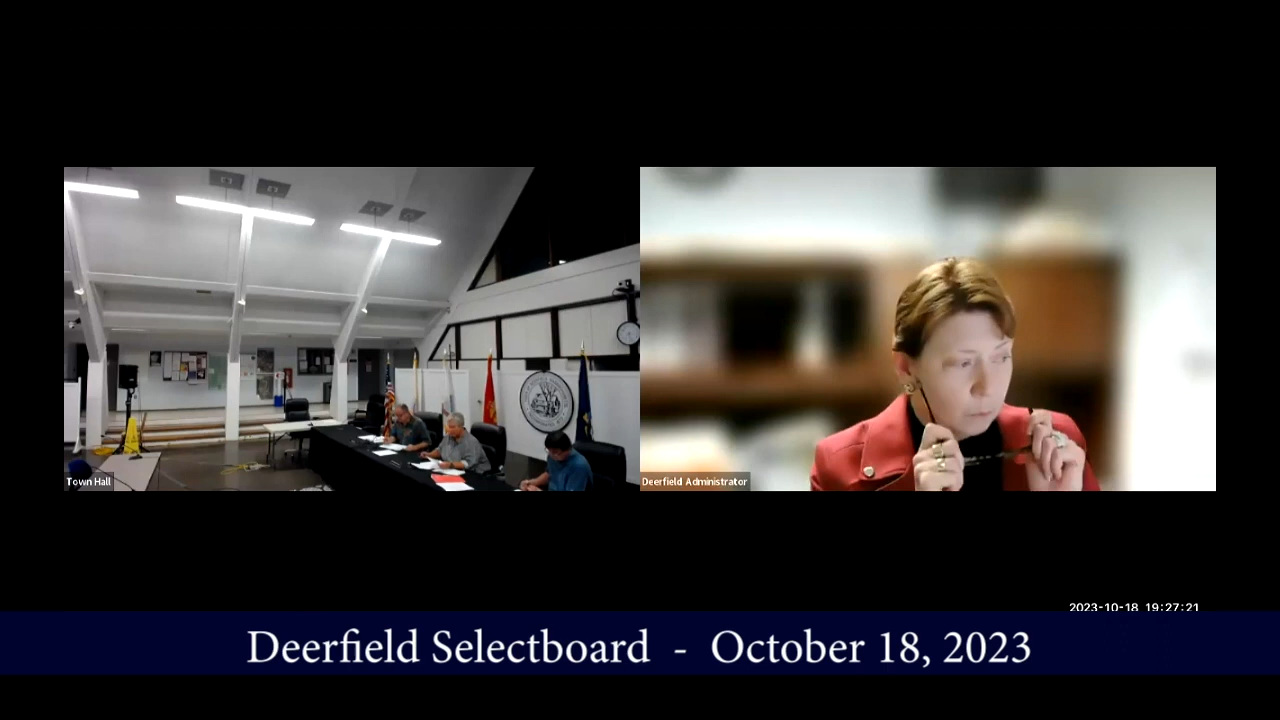 Town Hall
Deerfield Administrator
2023-10-18 19:27:21
Deerfield Selectboard - October 18, 2023